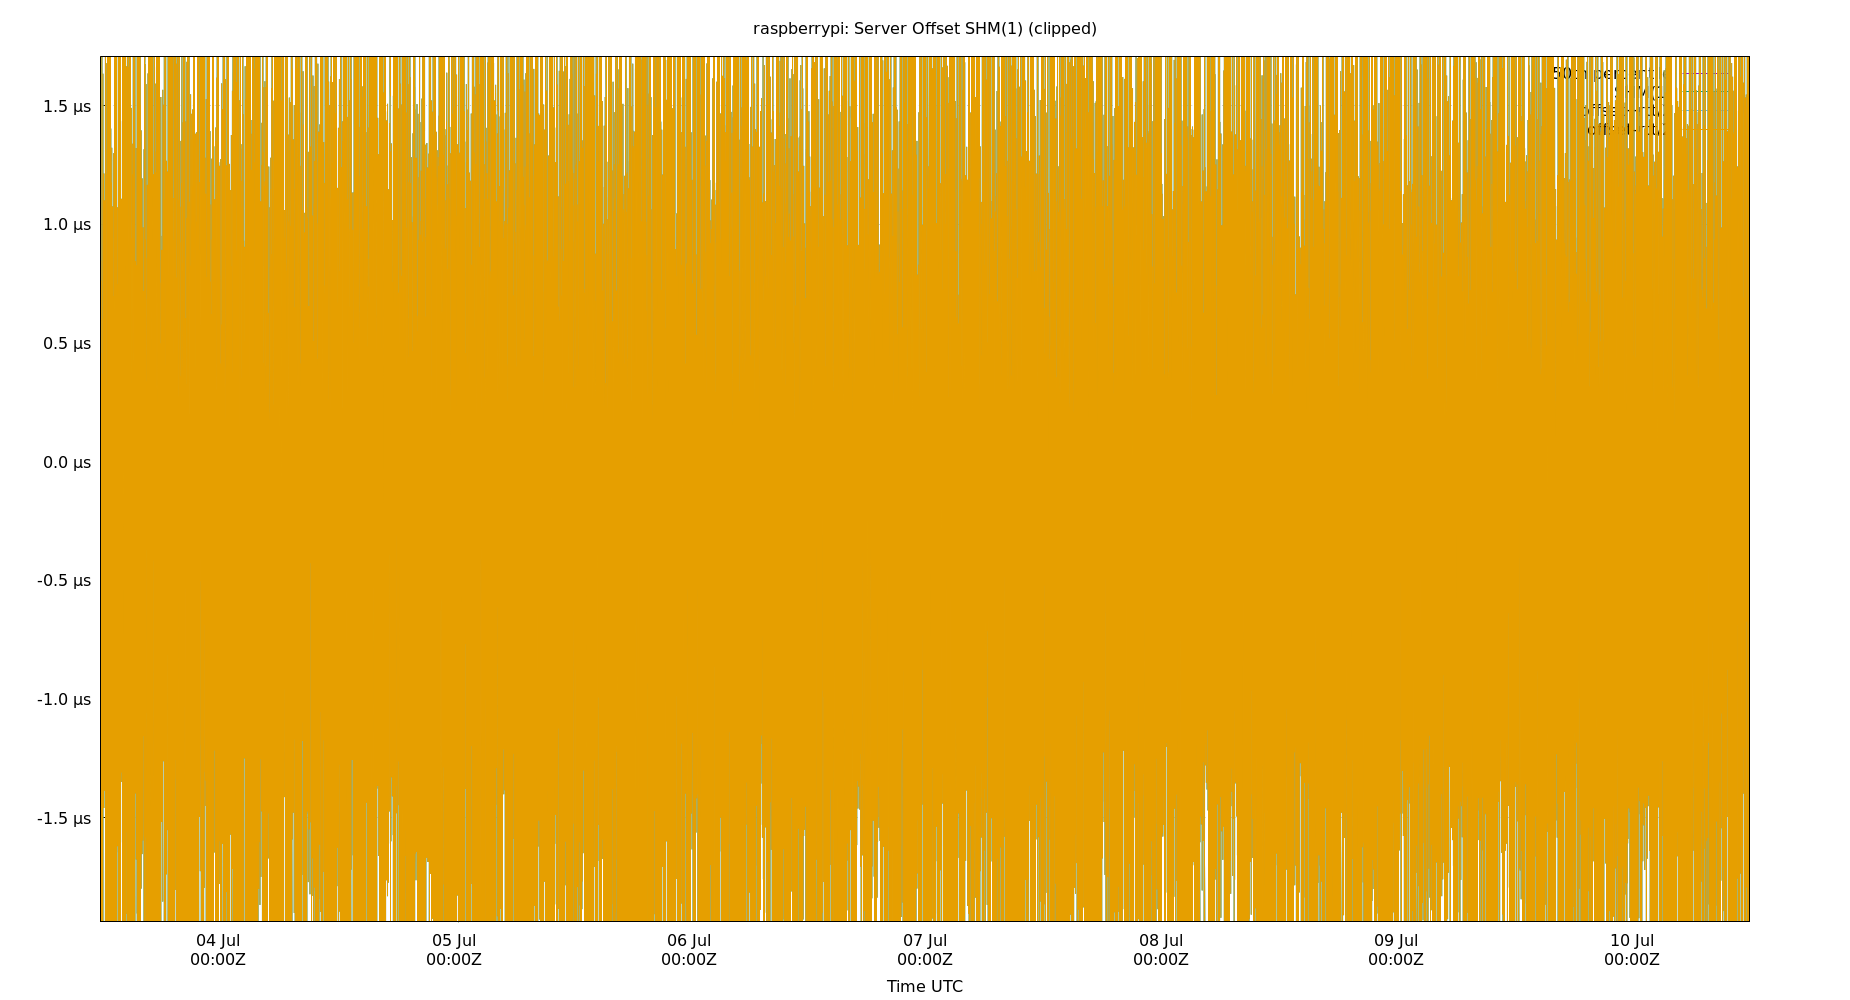 raspberrypi: Server Offset SHM(1) (clipped)
1.5 µs
1.0 µs
0.5 µs
0.0 µs
-0.5 µs
-1.0 µs
-1.5 µs
04 Jul 05 Jul 06 Jul 07 Jul 08 Jul 09 Jul 10 Jul
00:00Z 00:00Z 00:00Z 00:00Z 00:00Z 00:00Z 00:00Z
Time UTC